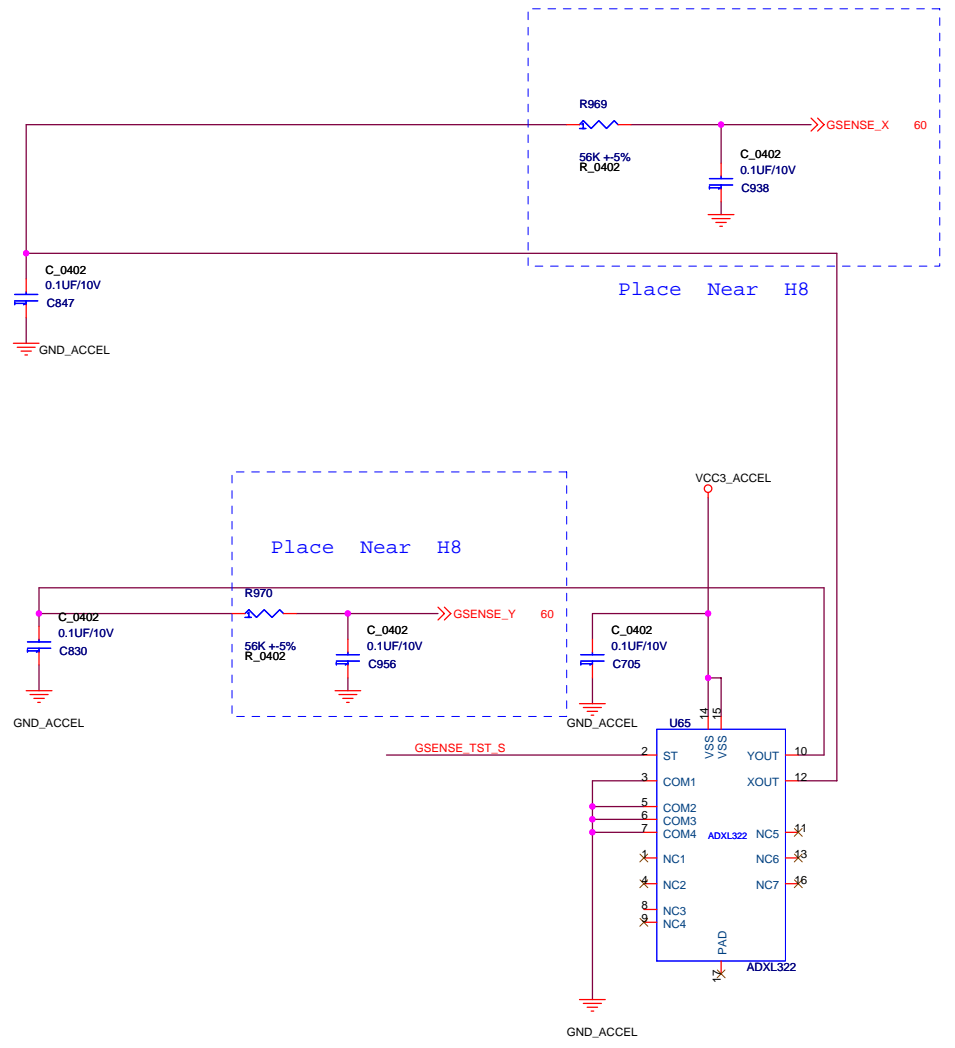 R969
1
56K +-5%
R_0402
GSENSE_X 60
C_0402
0.1UF/10V
C938
Place Near H8
C_0402
0.1UF/10V
C847
GND_ACCEL
VCC3_ACCEL
Place Near H8
R970
1
56K +-5%
R_0402
GSENSE_Y 60
C_0402
0.1UF/10V
C830
GND_ACCEL
C_0402
0.1UF/10V
C956
C_0402
0.1UF/10V
C705
GND_ACCEL
U65
14
15
VSS
VSS
GSENSE_TST_S
2 ST
YOUT 10
3 COM1
XOUT 12
5 COM2
6 COM3
7 COM4
ADXL322
NC5 11
1 NC1
NC6 13
4 NC2
NC7 16
8 NC3
9 NC4
PAD
17
ADXL322
GND_ACCEL